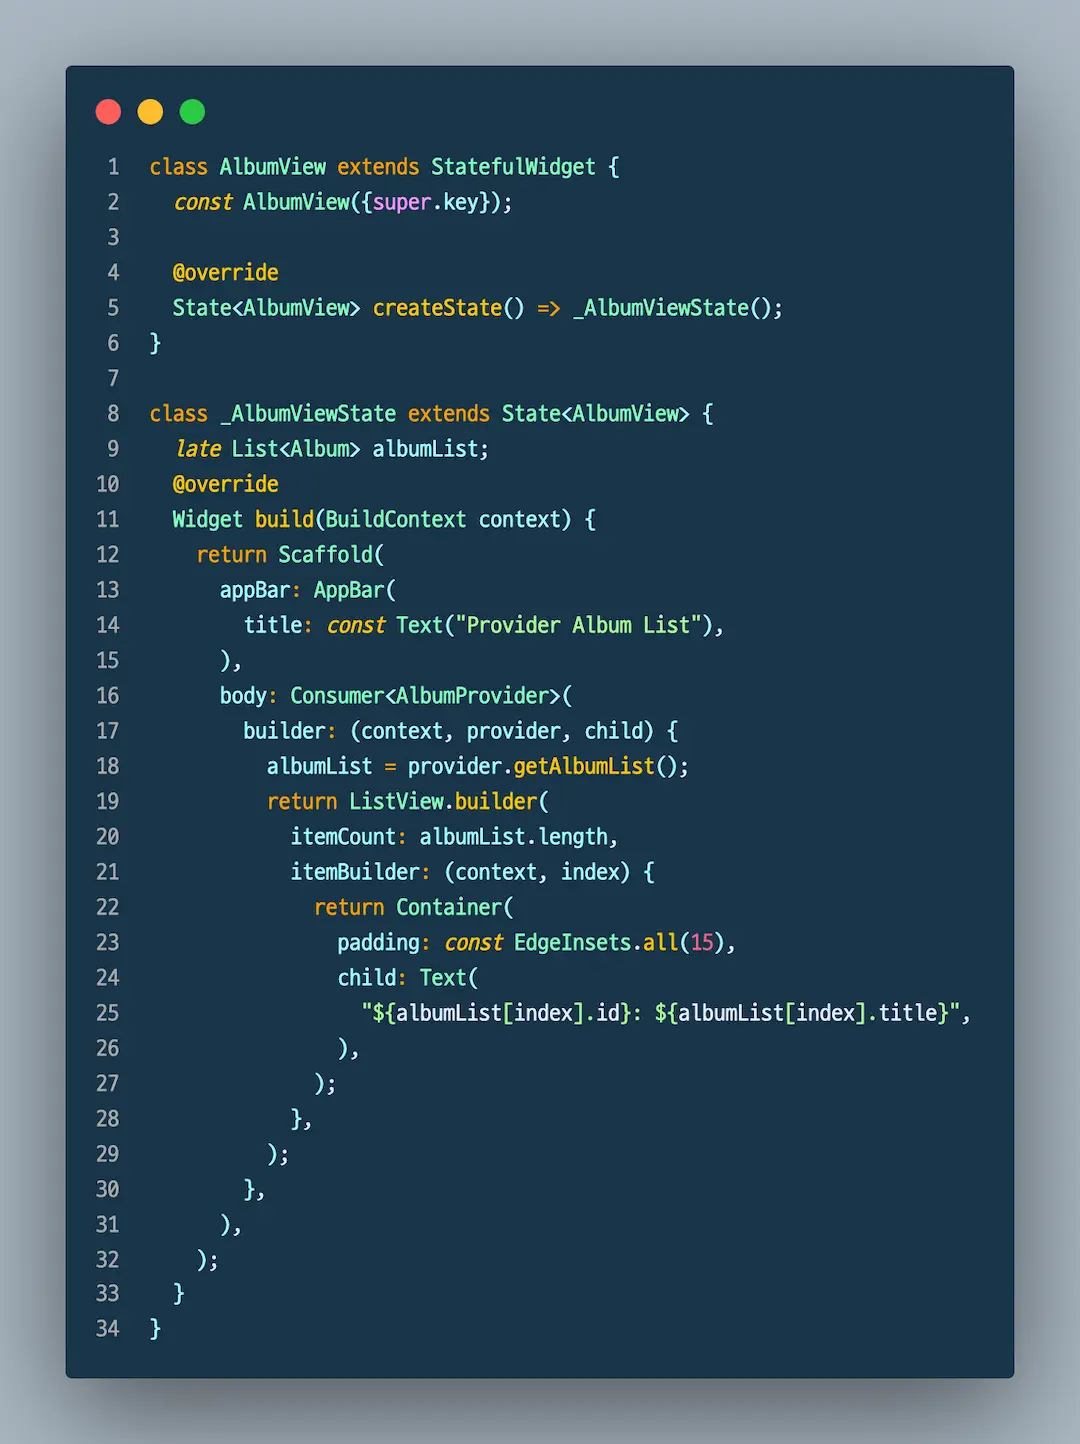 1 class AlbumView extends StatefulWidget {
2   const AlbumView({super.key});
3
4   @override
5   State<AlbumView> createState() => _AlbumViewState();
6 }
7
8 class _AlbumViewState extends State<AlbumView> {
9   late List<Album> albumList;
10   @override
11   Widget build(BuildContext context) {
12     return Scaffold(
13       appBar: AppBar(
14         title: const Text("Provider Album List"),
15       ),
16       body: Consumer<AlbumProvider>(
17         builder: (context, provider, child) {
18           albumList = provider.getAlbumList();
19           return ListView.builder(
20             itemCount: albumList.length,
21             itemBuilder: (context, index) {
22               return Container(
23                 padding: const EdgeInsets.all(15),
24                 child: Text(
25                   "${albumList[index].id}: ${albumList[index].title}",
26                 ),
27               );
28             },
29           );
30         },
31       ),
32     );
33   }
34 }